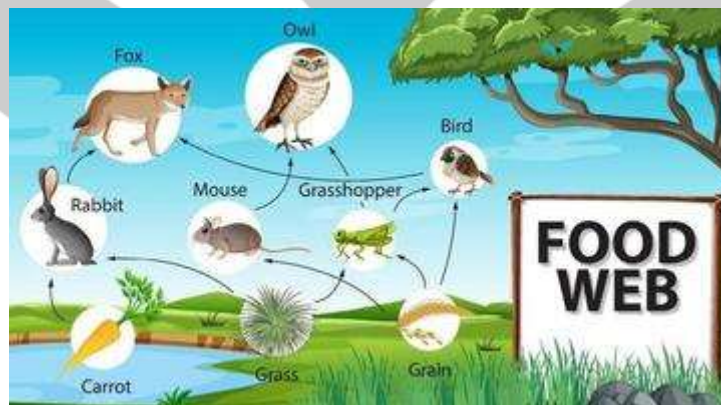 Owl
Fox
Bird
Mouse
Grasshopper
Rabbit
FOOD
WEB
Grain
Grass
Carrot